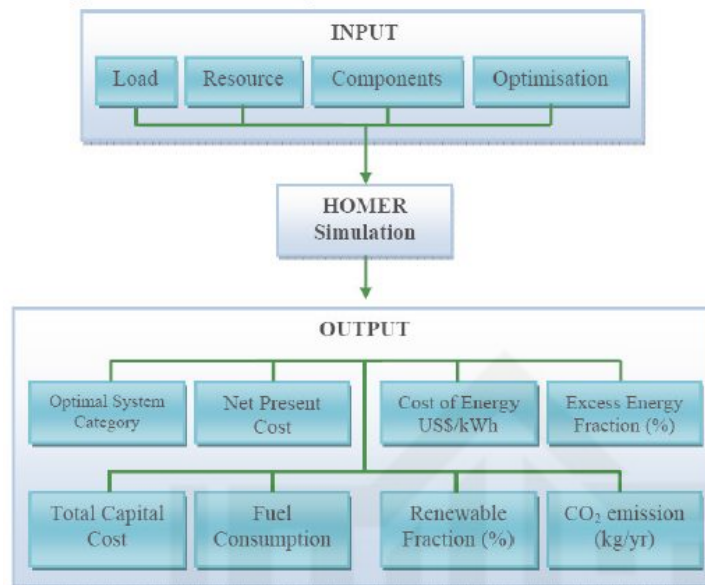 INPUT
Load
Resource
Components
Optimisation
HOMER
Simulation
OUTPUT
Optimal System
Category
Net Present
Cost
Cost of Energy
US$/kWh
Excess Energy
Fraction (%)
Total Capital
Cost
Fuel
Consumption
Renewable
Fraction (%)
CO₂ emission
(kg/yr)